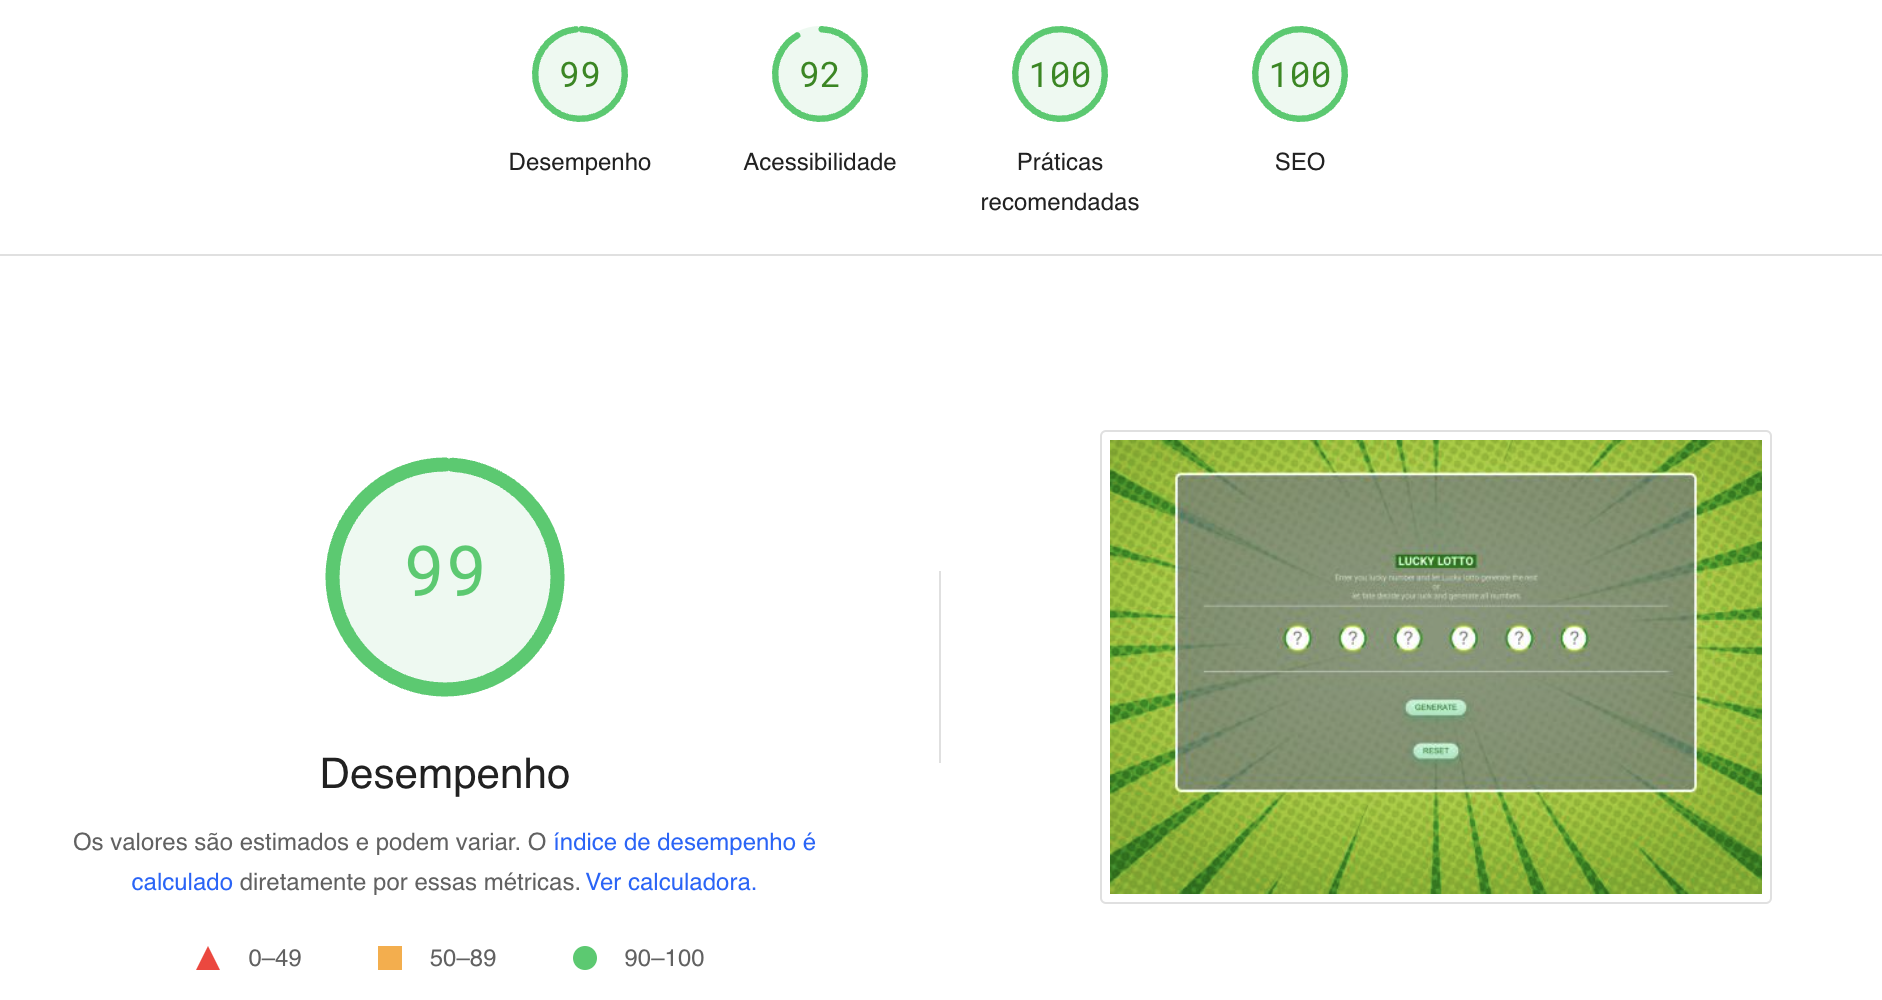 99
92
100
100
Desempenho
Acessibilidade
Práticas
recomendadas
SEO
99
Desempenho
Os valores são estimados e podem variar. O índice de desempenho é
calculado diretamente por essas métricas. Ver calculadora.
0–49
50–89
90–100
LUCKY LOTTO
Enter you lucky number and let Lucky lotto generate the rest
or
let fate decide your luck and generate all numbers
? ? ? ? ? ?
GENERATE
RESET